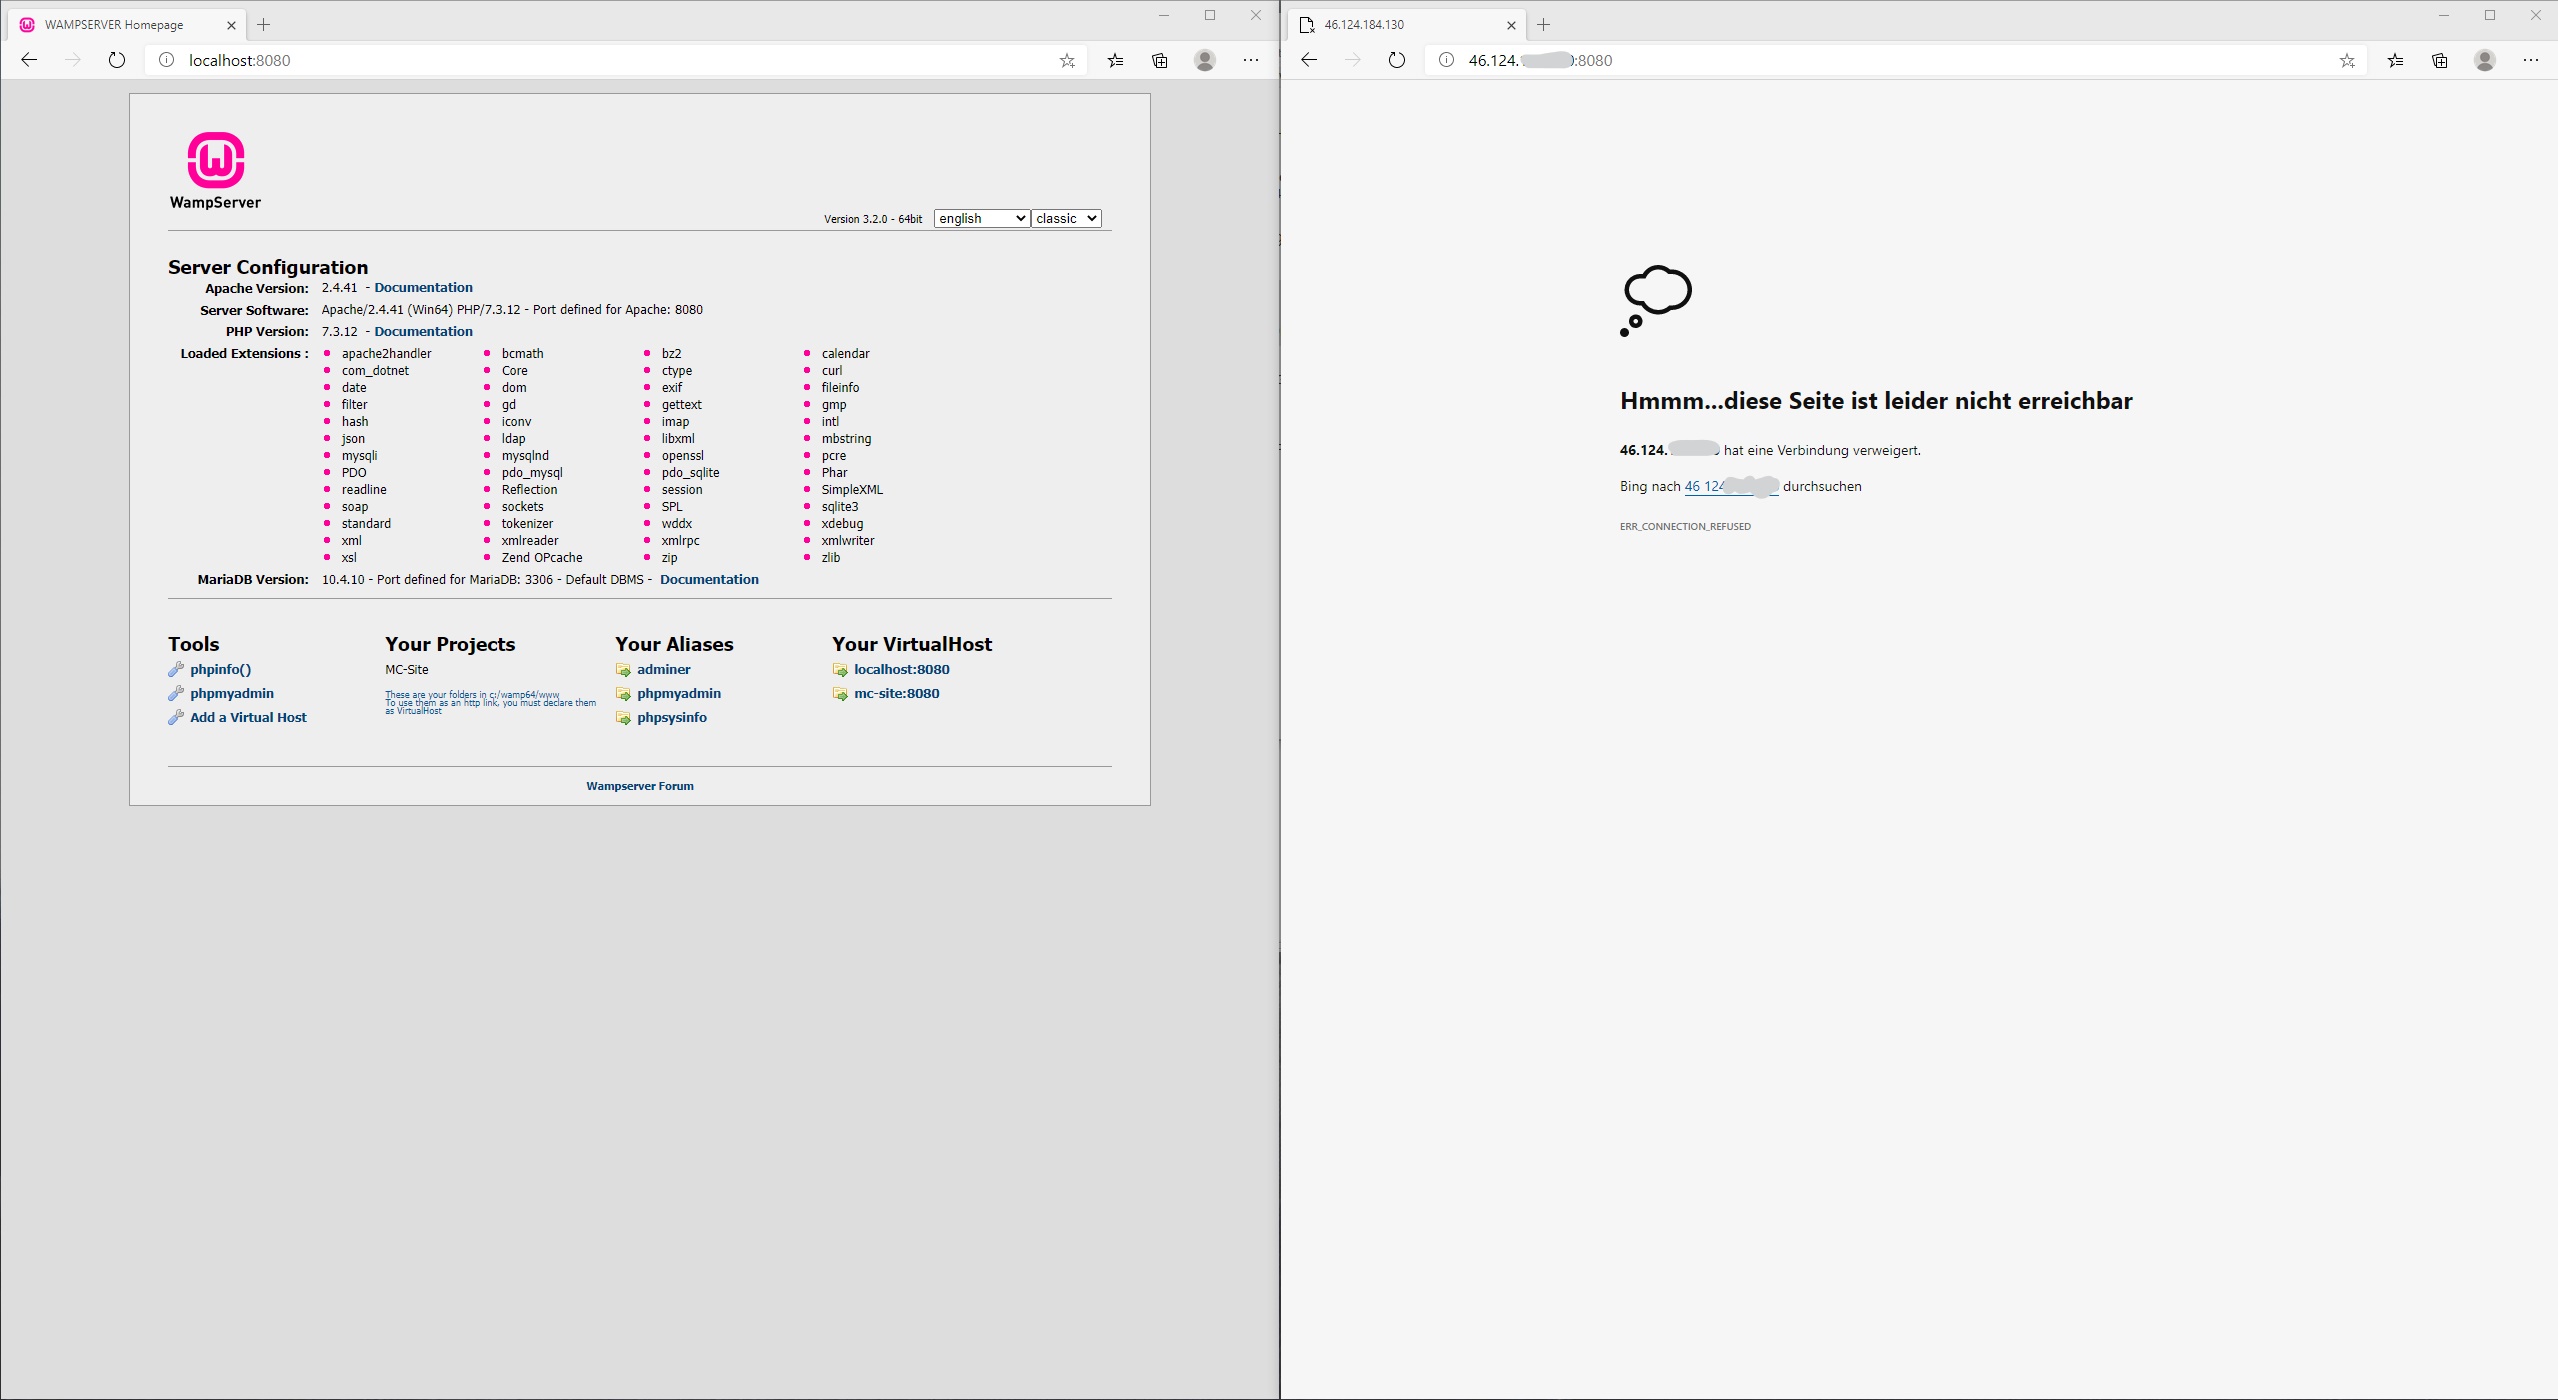 WAMPSERVER Homepage
localhost:8080
WampServer
Version 3.2.0 - 64bit english classic
Server Configuration
Apache Version: 2.4.41 - Documentation
Server Software: Apache/2.4.41 (Win64) PHP/7.3.12 - Port defined for Apache: 8080
PHP Version: 7.3.12 - Documentation
Loaded Extensions : apache2handler bcmath bz2 calendar
com_dotnet Core ctype curl
date dom exif fileinfo
filter gd gettext gmp
hash iconv imap intl
json ldap libxml mbstring
mysqli mysqlnd openssl pcre
PDO pdo_mysql pdo_sqlite Phar
readline Reflection session SimpleXML
soap sockets SPL sqlite3
standard tokenizer wddx xdebug
xml xmlreader xmlrpc xmlwriter
xsl Zend OPcache zip zlib
MariaDB Version: 10.4.10 - Port defined for MariaDB: 3306 - Default DBMS - Documentation
Tools
phpinfo()
phpmyadmin
Add a Virtual Host
Your Projects
MC-Site
These are your folders in c:/wamp64/www
To use them as an http link, you must declare them
as VirtualHost
Your Aliases
adminer
phpmyadmin
phpsysinfo
Your VirtualHost
localhost:8080
mc-site:8080
Wampserver Forum
46.124.184.130
46.124. :8080
Hmmm...diese Seite ist leider nicht erreichbar
46.124. hat eine Verbindung verweigert.
Bing nach 46 124 durchsuchen
ERR_CONNECTION_REFUSED